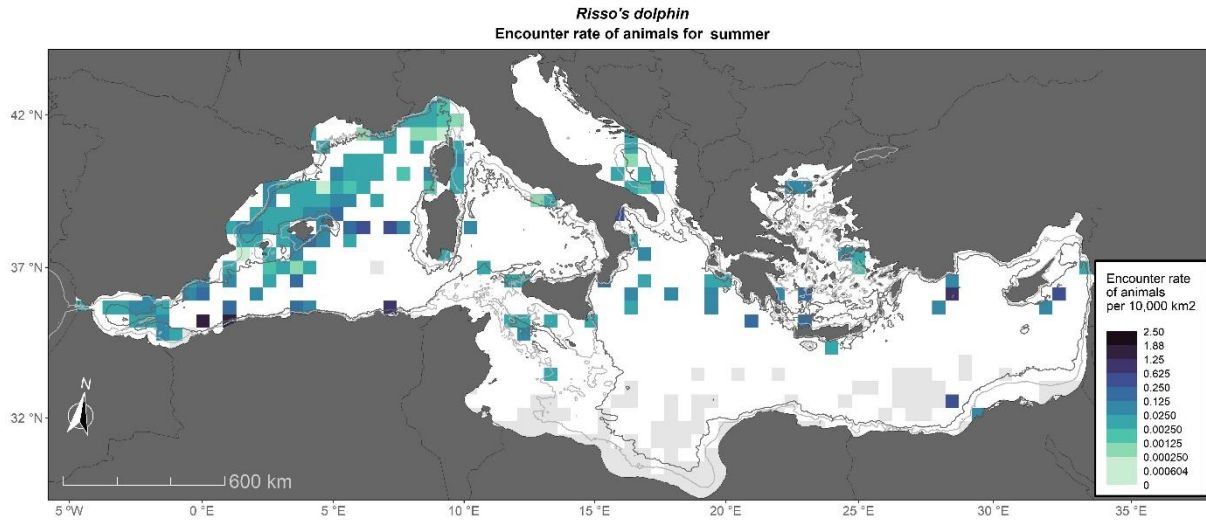 Risso's dolphin
Encounter rate of animals for summer
42 °N
37 °N
32 °N
N
600 km
5 °W
0 °E
5 °E
10 °E
15 °E
20 °E
25 °E
30 °E
35 °E
Encounter rate
of animals
per 10,000 km2
2.50
1.88
1.25
0.625
0.250
0.125
0.0250
0.00250
0.00125
0.000250
0.000604
0